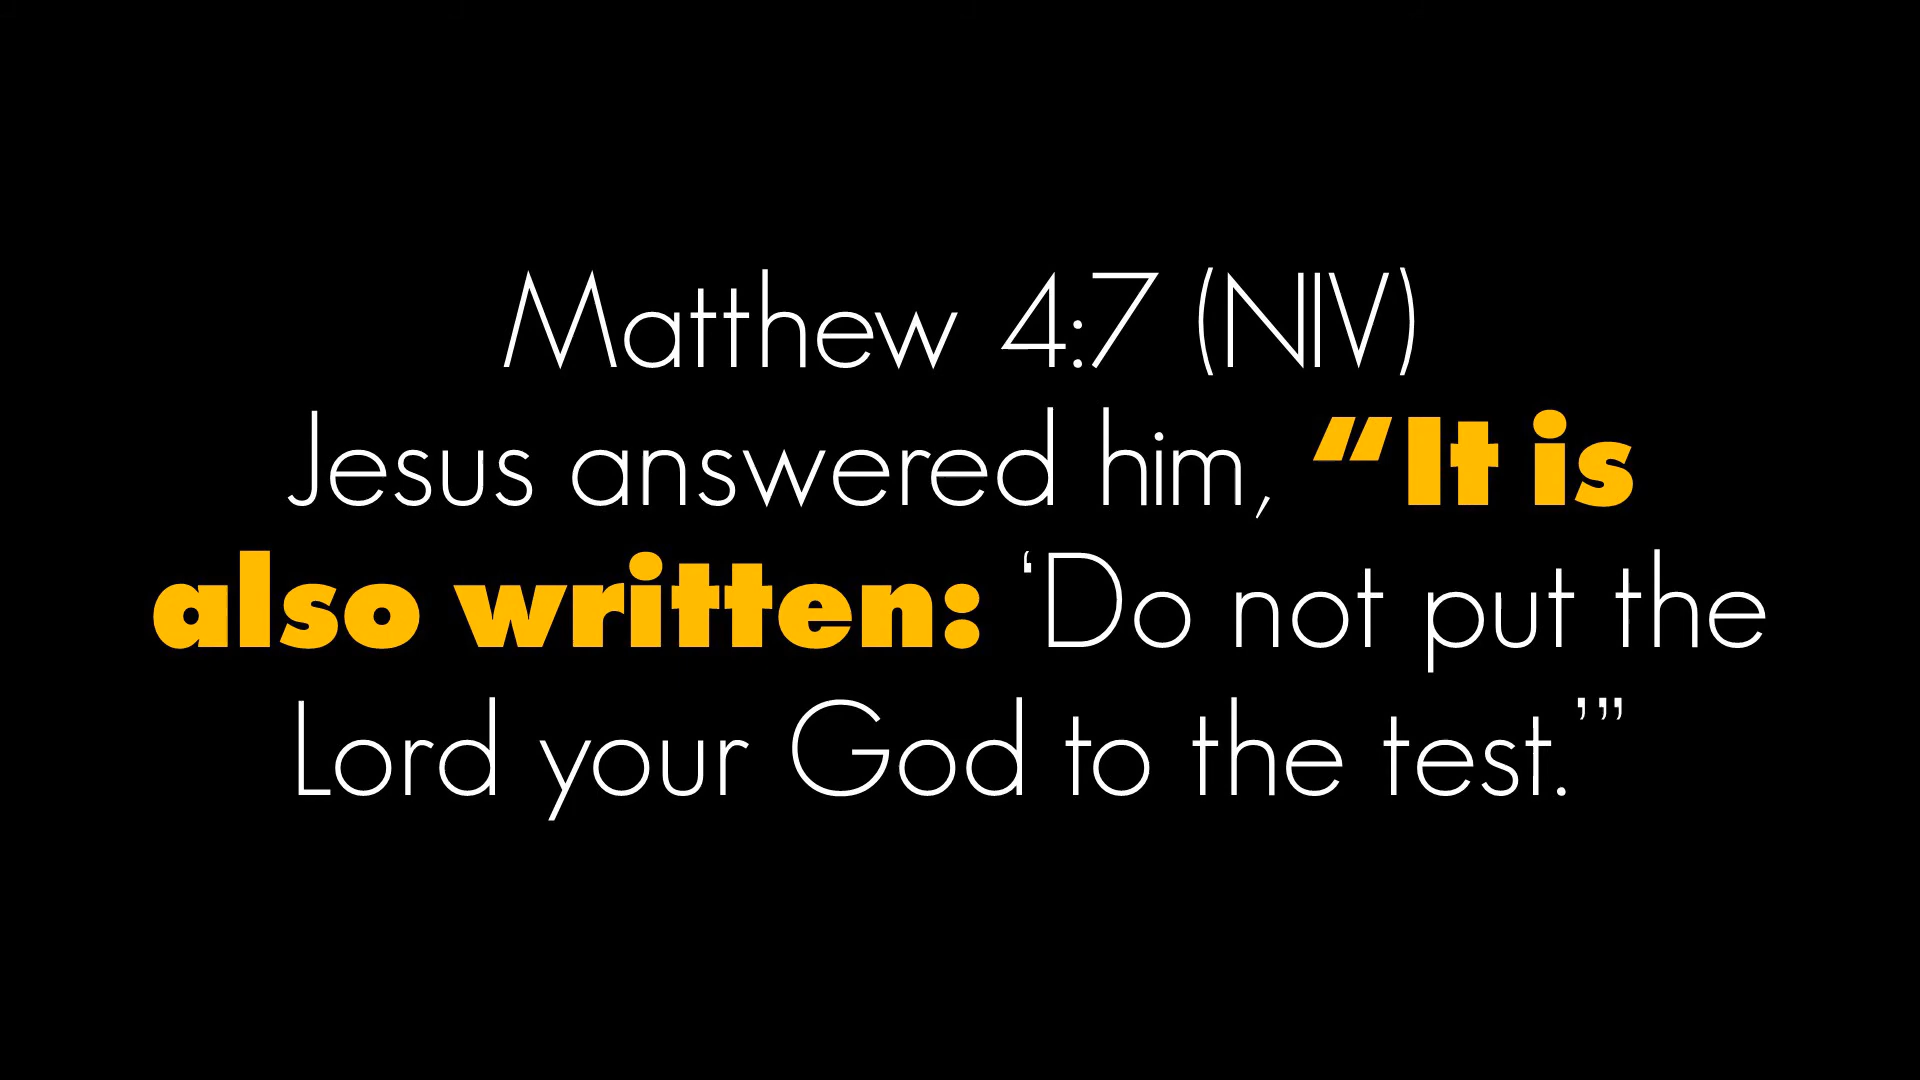 Matthew 4:7 (NIV)
Jesus answered him, “It is
also written: ‘Do not put the
Lord your God to the test.’”